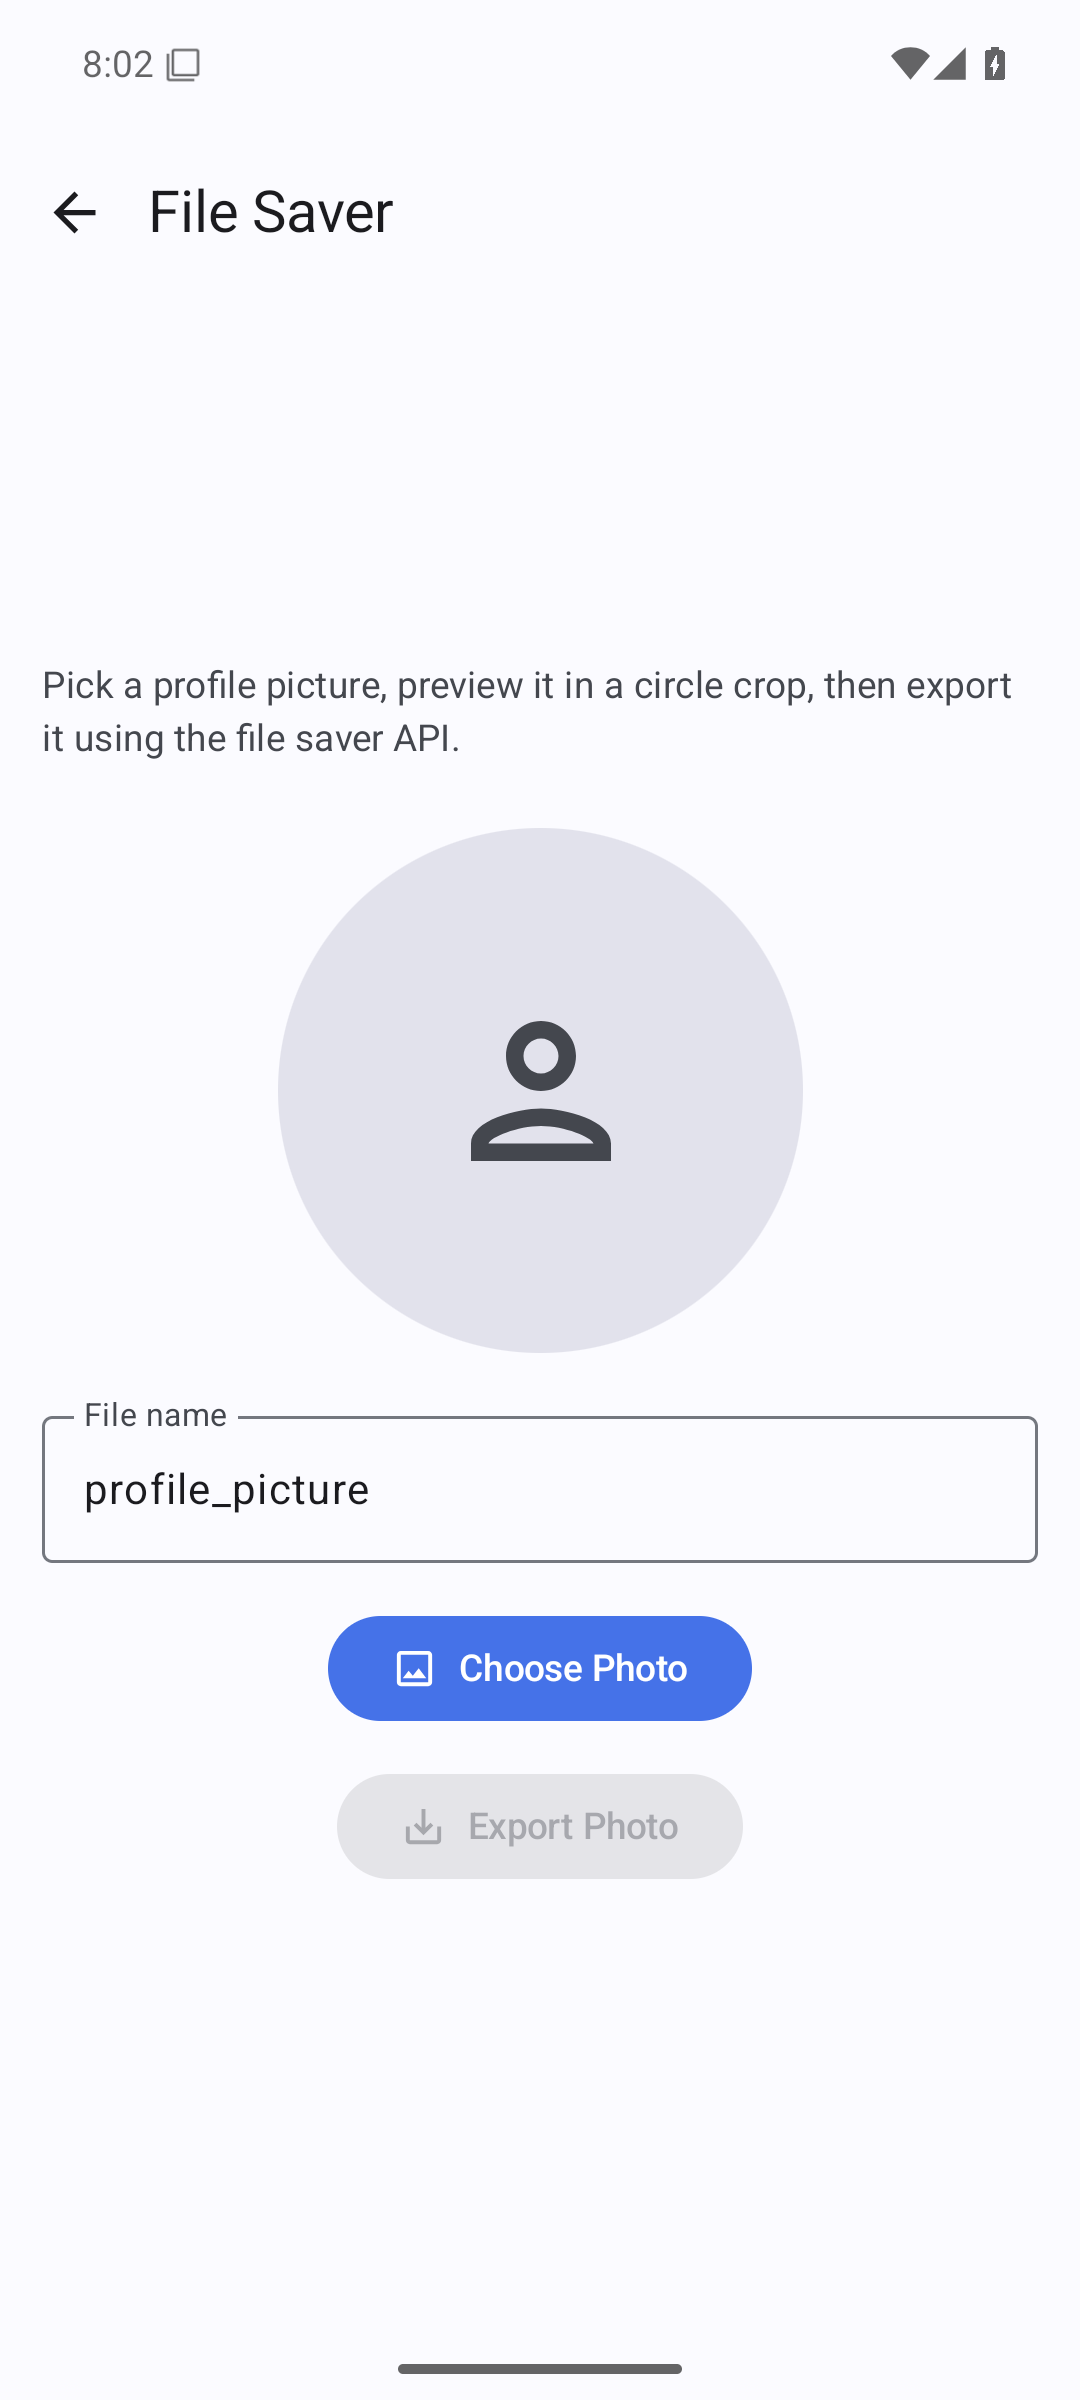 8:02
File Saver
Pick a profile picture, preview it in a circle crop, then export
it using the file saver API.
File name
profile_picture
Choose Photo
Export Photo